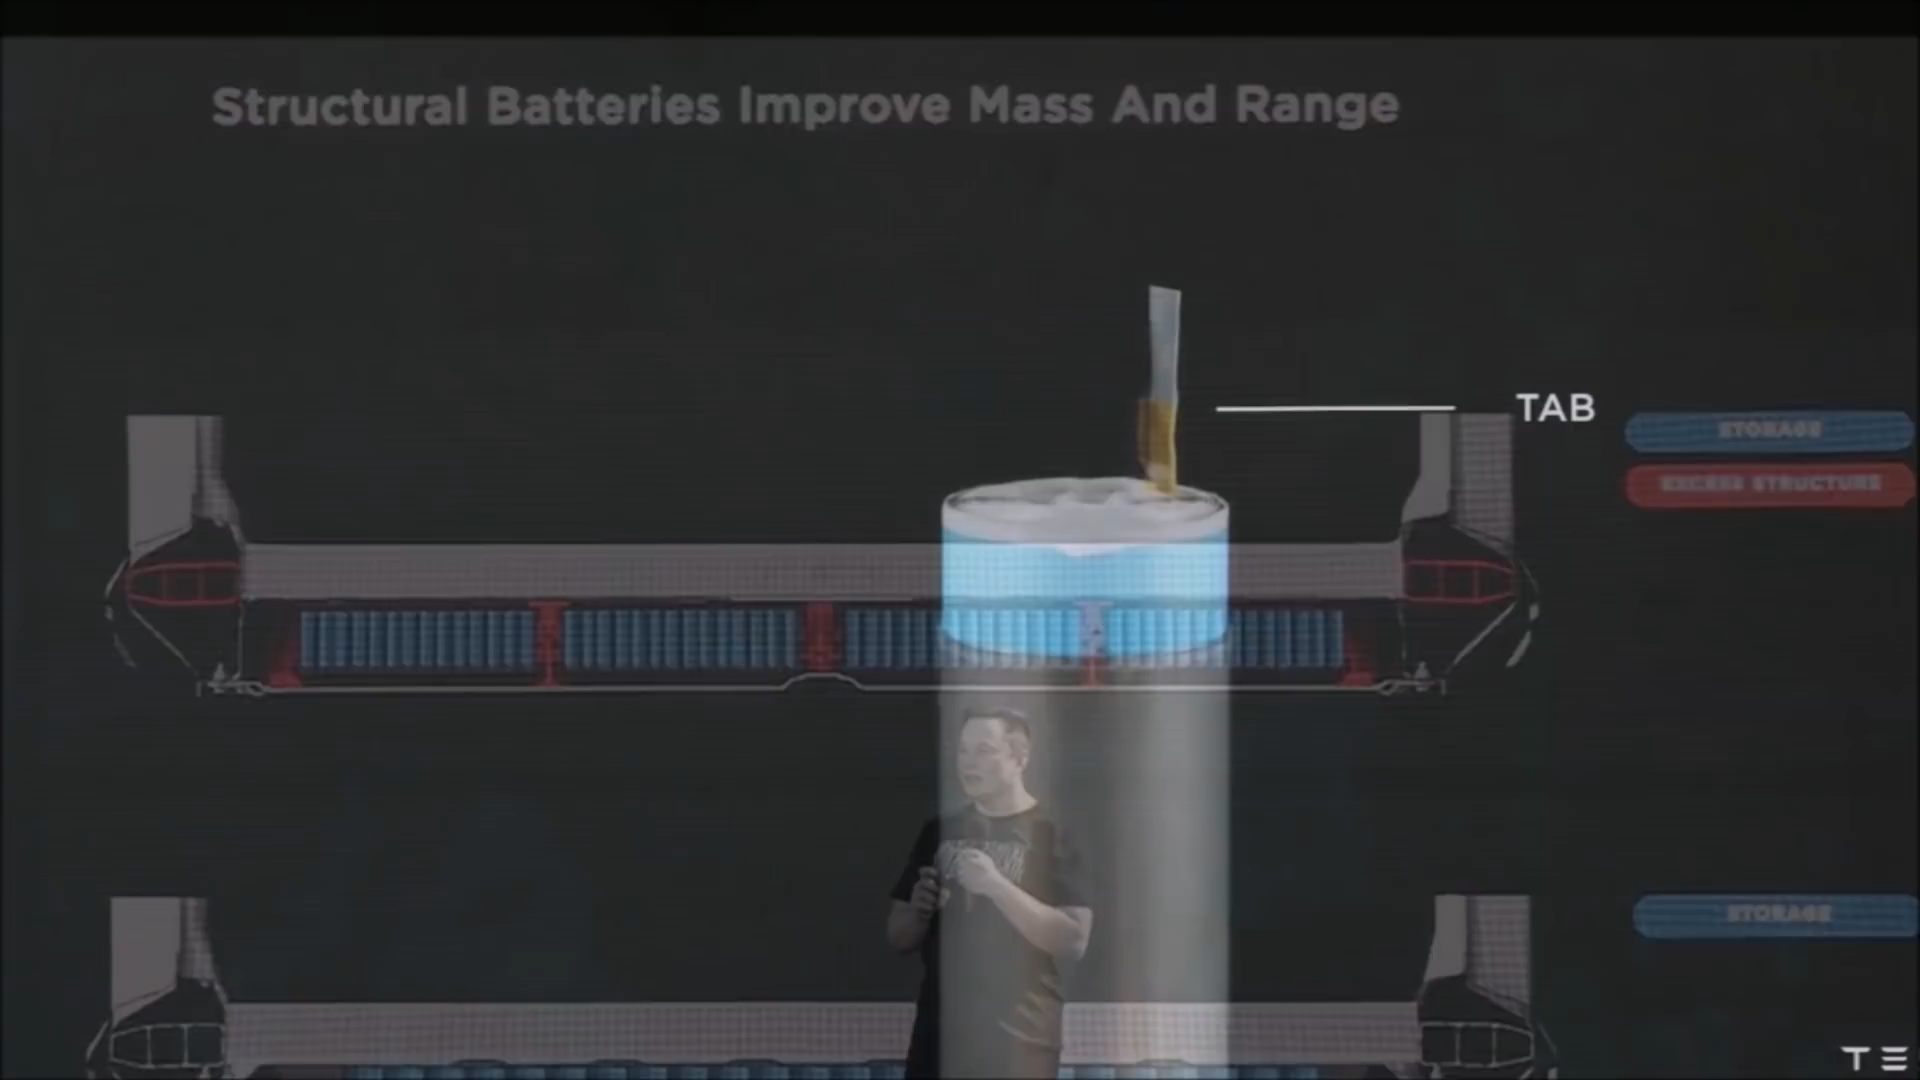 Structural Batteries Improve Mass And Range
TAB
STORAGE
EXCESS STRUCTURE
STORAGE
T E